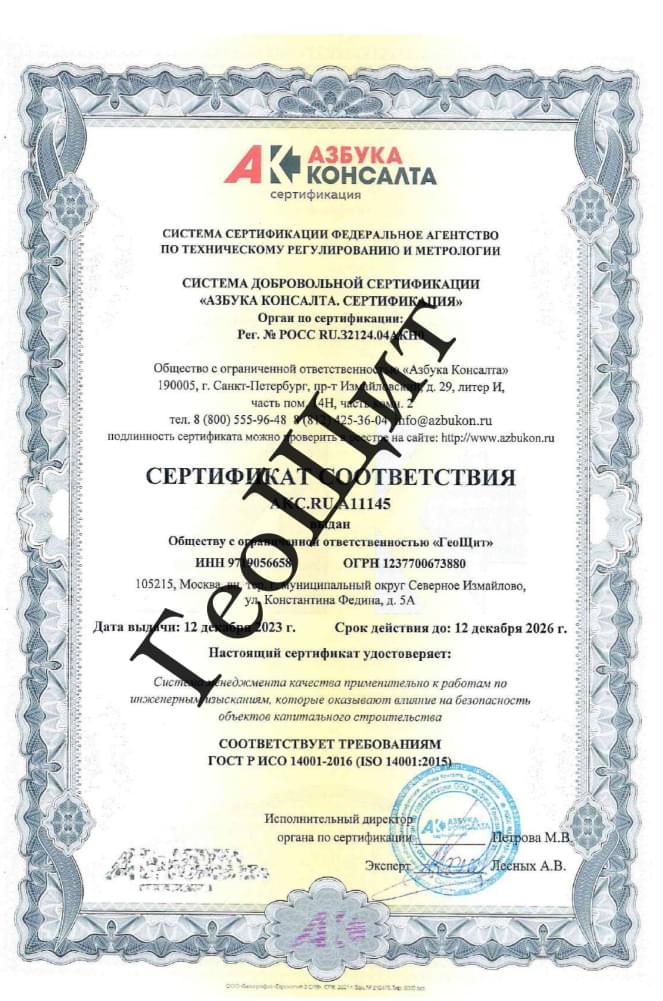 АК АЗБУКА
КОНСАЛТА
сертификация
СИСТЕМА СЕРТИФИКАЦИИ ФЕДЕРАЛЬНОЕ АГЕНТСТВО
ПО ТЕХНИЧЕСКОМУ РЕГУЛИРОВАНИЮ И МЕТРОЛОГИИ
СИСТЕМА ДОБРОВОЛЬНОЙ СЕРТИФИКАЦИИ
«АЗБУКА КОНСАЛТА. СЕРТИФИКАЦИЯ»
Орган по сертификации:
Рег. № РОСС RU.32124.04АКН0
Общество с ограниченной ответственностью «Азбука Консалта»
190005, г. Санкт-Петербург, пр-т Измайловский, д. 29, литер И,
часть пом. 14Н, часть комн. 2
тел. 8 (800) 555-96-48 8 (812) 425-36-04 info@azbukon.ru
подлинность сертификата можно проверить в реестре на сайте: http://www.azbukon.ru
СЕРТИФИКАТ СООТВЕТСТВИЯ
АКС.RU.А11145
выдан
Обществу с ограниченной ответственностью «ГеоЩит»
ИНН 9719056658 ОГРН 1237700673880
105215, Москва, вн. тер. г. муниципальный округ Северное Измайлово,
ул. Константина Федина, д. 5А
Дата выдачи: 12 декабря 2023 г. Срок действия до: 12 декабря 2026 г.
Настоящий сертификат удостоверяет:
Система менеджмента качества применительно к работам по
инженерным изысканиям, которые оказывают влияние на безопасность
объектов капитального строительства
СООТВЕТСТВУЕТ ТРЕБОВАНИЯМ
ГОСТ Р ИСО 14001-2016 (ISO 14001:2015)
Исполнительный директор
органа по сертификации Петрова М.В.
Эксперт Лесных А.В.
АК АЗБУКА
КОНСАЛТА
ГеоЩит